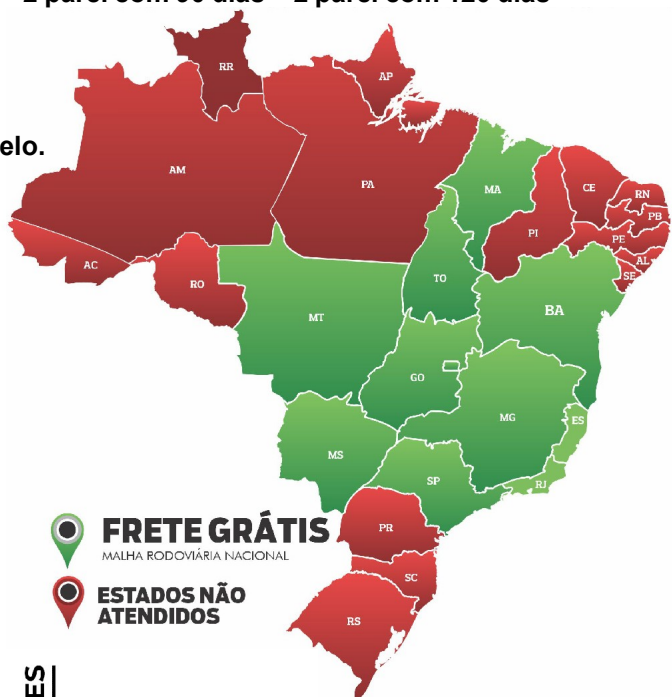 elo.
RR
AP
AM
PA
MA
CE
RN
PB
PI
PE
AL
SE
AC
RO
TO
BA
MT
GO
MG
ES
MS
SP
RJ
PR
SC
RS
FRETE GRÁTIS
MALHA RODOVIÁRIA NACIONAL
ESTADOS NÃO
ATENDIDOS
ES